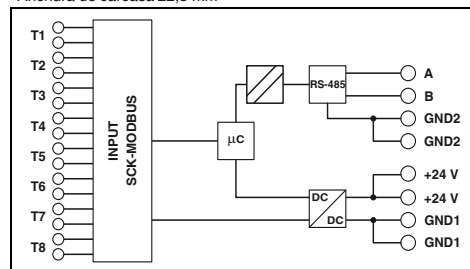 Anchura de carcasa 22,5 mm
T1
T2
T3
T4
T5
T6
T7
T8
INPUT
SCK-MODBUS
µC
RS-485
DC
DC
A
B
GND2
GND2
+24 V
+24 V
GND1
GND1